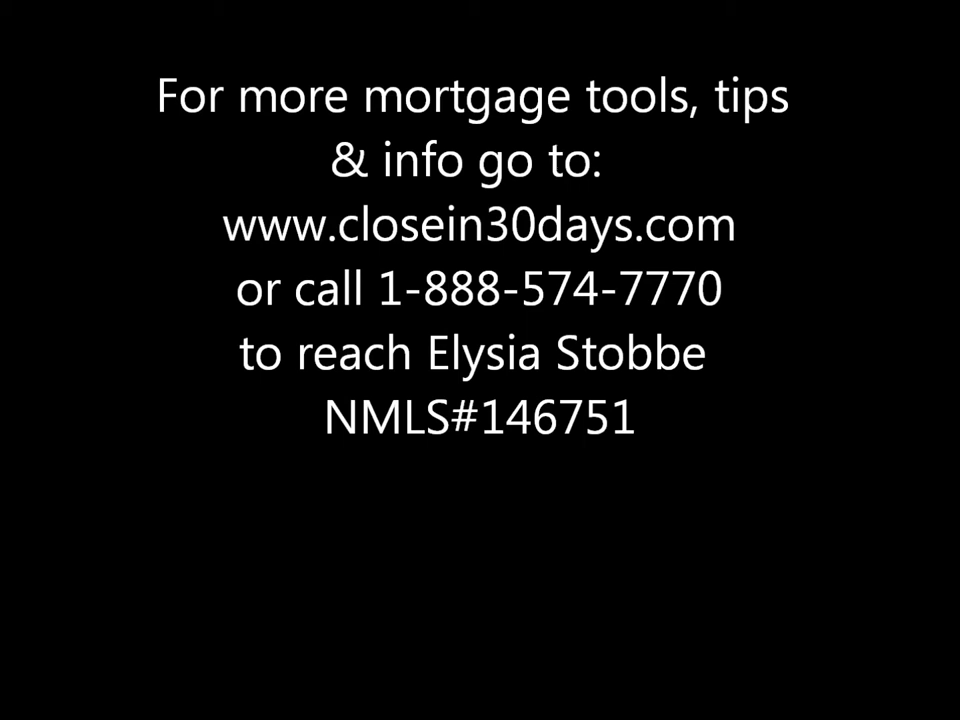 For more mortgage tools, tips
& info go to:
www.closein30days.com
or call 1-888-574-7770
to reach Elysia Stobbe
NMLS#146751